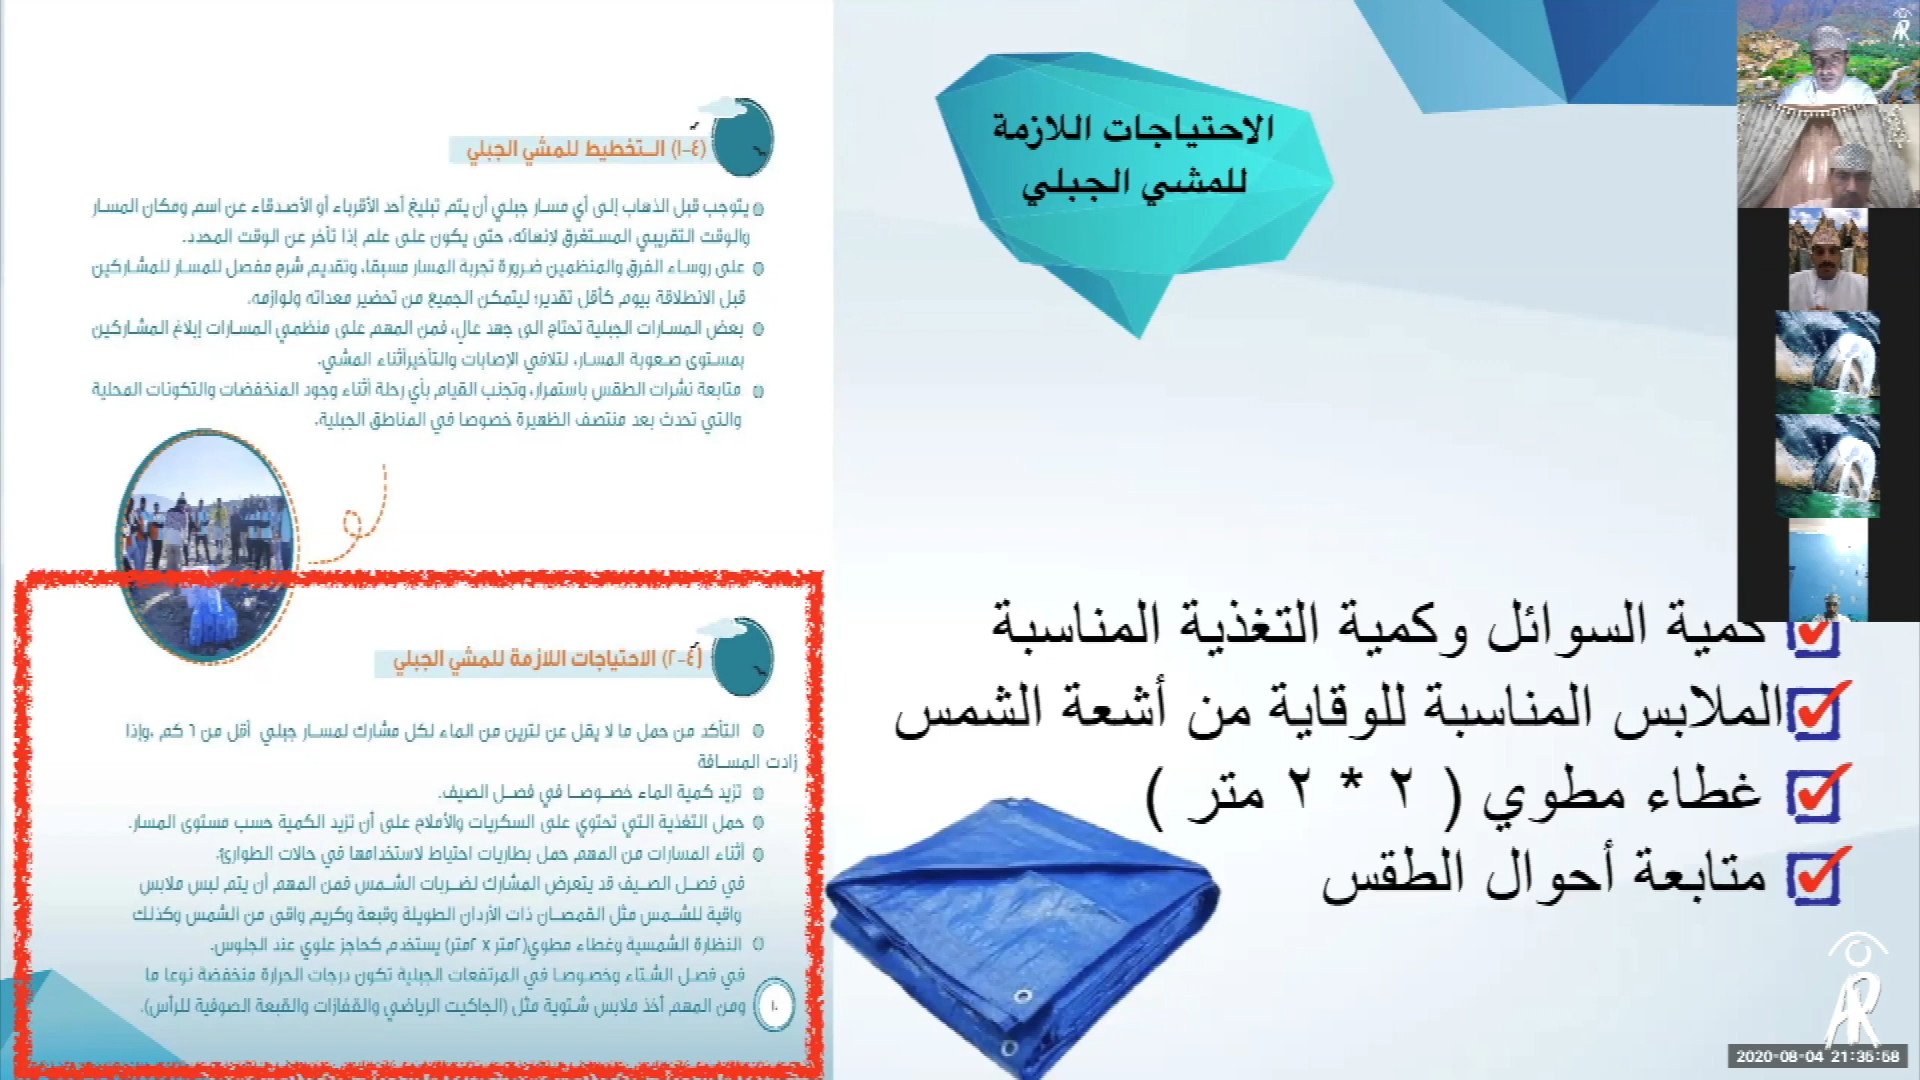 (٤-١) التخطيط للمشي الجبلي
يتوجب قبل الذهاب إلى أي مسار جبلي أن يتم تبليغ أحد الأقرباء أو الأصدقاء عن اسم ومكان المسار
والوقت التقريبي المستغرق لإنهائه، حتى يكون على علم إذا تأخر عن الوقت المحدد.
على روساء الفرق والمنظمين ضرورة تجربة المسار مسبقا، وتقديم شرح مفصل للمسار للمشاركين
قبل الانطلاقة بيوم كأقل تقدير؛ ليتمكن الجميع من تحضير معداته ولوازمه.
بعض المسارات الجبلية تحتاج الى جهد عالٍ، فمن المهم على منظمي المسارات إبلاغ المشاركين
بمستوى صعوبة المسار، لتلافي الإصابات والتأخيرأثناء المشي.
متابعة نشرات الطقس باستمرار، وتجنب القيام بأي رحلة أثناء وجود المنخفضات والتكونات المحلية
والتي تحدث بعد منتصف الظهيرة خصوصا في المناطق الجبلية.
(٤-٢) الاحتياجات اللازمة للمشي الجبلي
التأكد من حمل ما لا يقل عن لترين من الماء لكل مشارك لمسار جبلي أقل من ٦ كم ،وإذا
زادت المسافة
تزيد كمية الماء خصوصا في فصل الصيف.
حمل التغذية التي تحتوي على السكريات والأملاح على أن تزيد الكمية حسب مستوى المسار.
أثناء المسارات من المهم حمل بطاريات احتياط لاستخدامها في حالات الطوارئ.
في فصل الصيف قد يتعرض المشارك لضربات الشمس فمن المهم أن يتم لبس ملابس
واقية للشمس مثل القمصان ذات الأردان الطويلة وقبعة وكريم واقى من الشمس وكذلك
النظارة الشمسية وغطاء مطوي(٢متر x ٢متر) يستخدم كحاجز علوي عند الجلوس.
في فصل الشتاء وخصوصا في المرتفعات الجبلية تكون درجات الحرارة منخفضة نوعا ما
ومن المهم أخذ ملابس شتوية مثل (الجاكيت الرياضي والقفازات والقبعة الصوفية للرأس).
١٠
الاحتياجات اللازمة
للمشي الجبلي
كمية السوائل وكمية التغذية المناسبة
الملابس المناسبة للوقاية من أشعة الشمس
غطاء مطوي ( ٢ * ٢ متر )
متابعة أحوال الطقس
AR
AR
2020-08-04 21:35:58